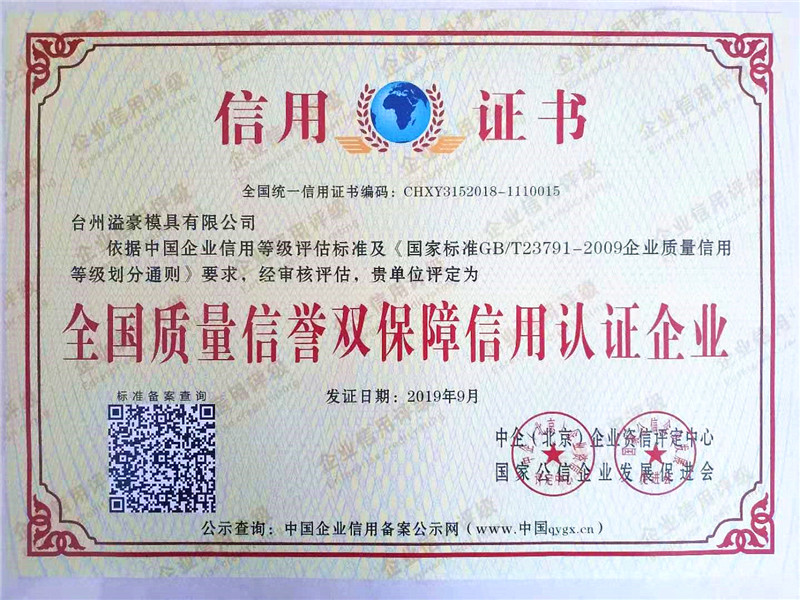 信用 证书
全国统一信用证书编码：CHXY3152018-1110015
台州溢豪模具有限公司
依据中国企业信用等级评估标准及《国家标准GB/T23791-2009企业质量信用
等级划分通则》要求，经审核评估，贵单位评定为
全国质量信誉双保障信用认证企业
标准备案查询
发证日期：2019年9月
中企（北京）企业资信评定中心
国家公信企业发展促进会
公示查询：中国企业信用备案公示网（www.中国qygx.cn）
企业信用评级